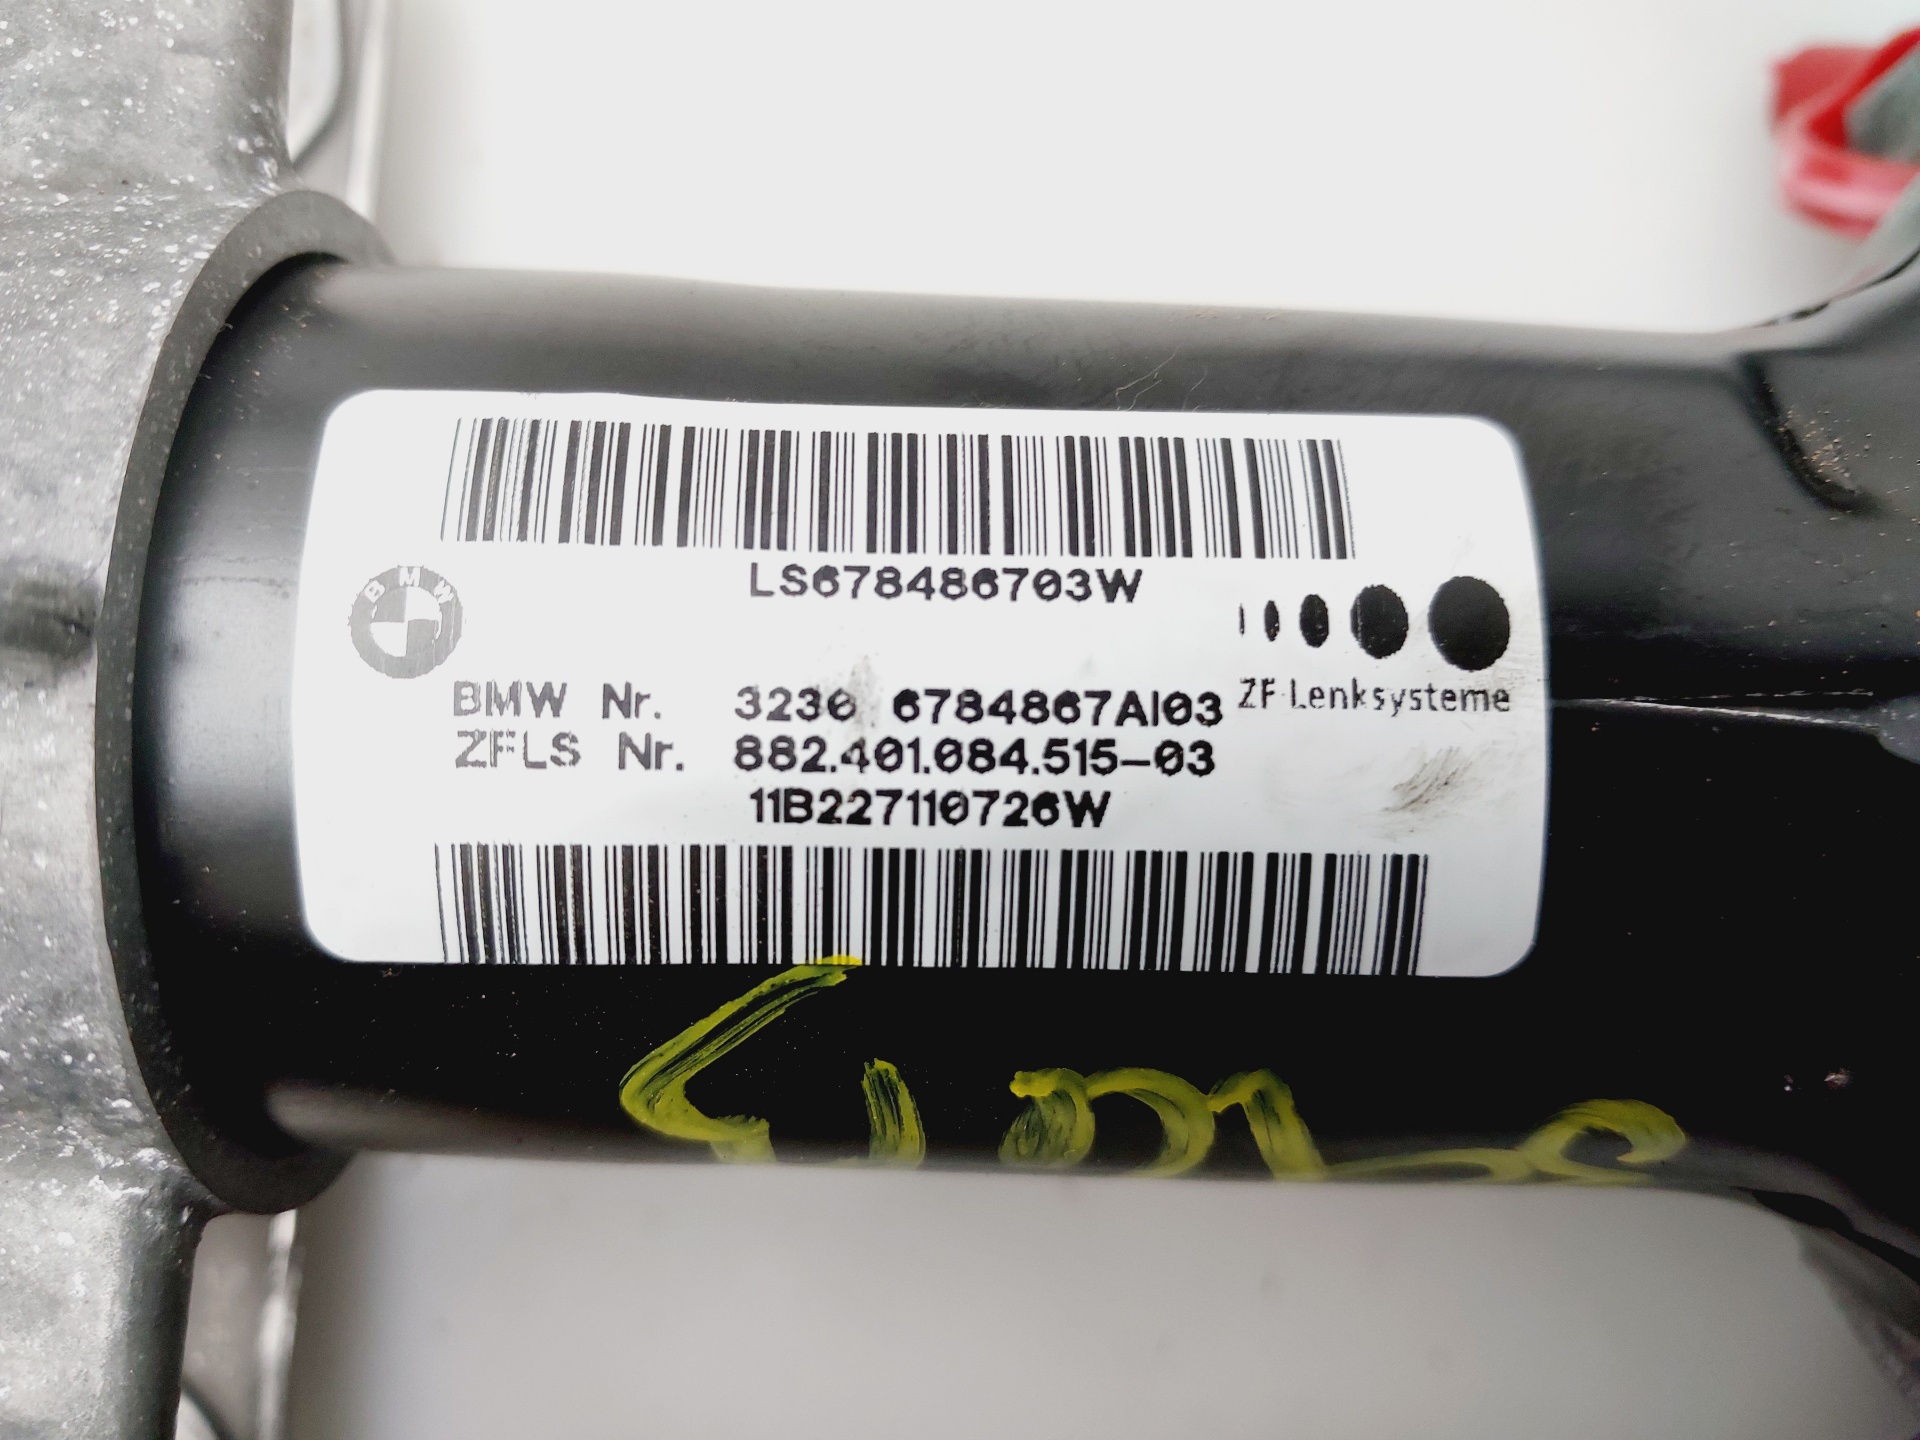 LS678486703W
BMW
BMW Nr. 3230 6784867AI03
ZF Lenksysteme
ZFLS Nr. 882.401.084.515-03
11B227110726W